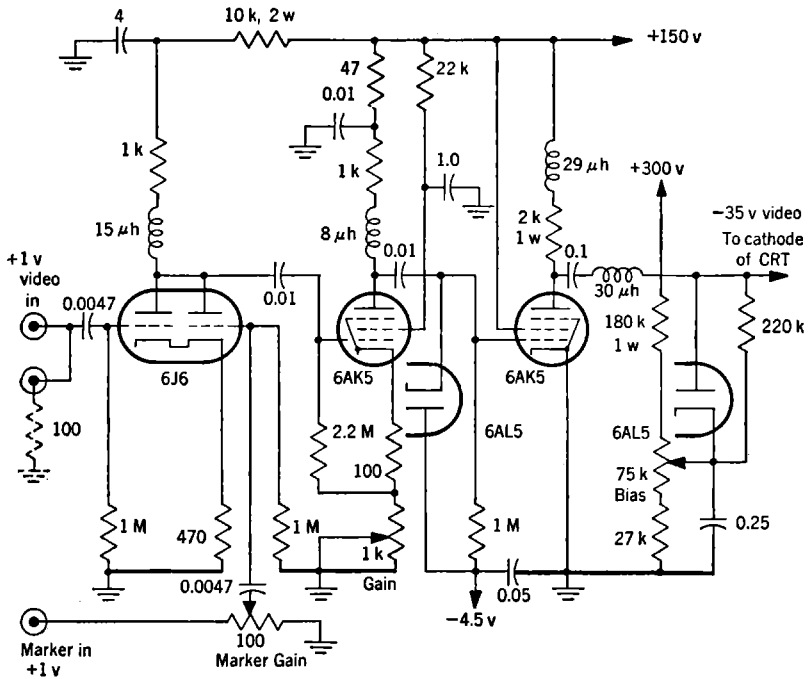 4
10 k, 2 w
+150 v
47
22 k
0.01
1 k
1 k
1.0
29 μh
+300 v
15 μh
8 μh
2 k
1 w
-35 v video
To cathode
of CRT
+1 v
video
in
0.0047
0.01
0.01
0.1
30 μh
180 k
1 w
220 k
6J6
6AK5
6AK5
100
2.2 M
6AL5
6AL5
100
75 k
Bias
1 M
470
1 M
1 k
Gain
1 M
27 k
0.25
0.0047
0.05
-4.5 v
Marker in
+1 v
100
Marker Gain